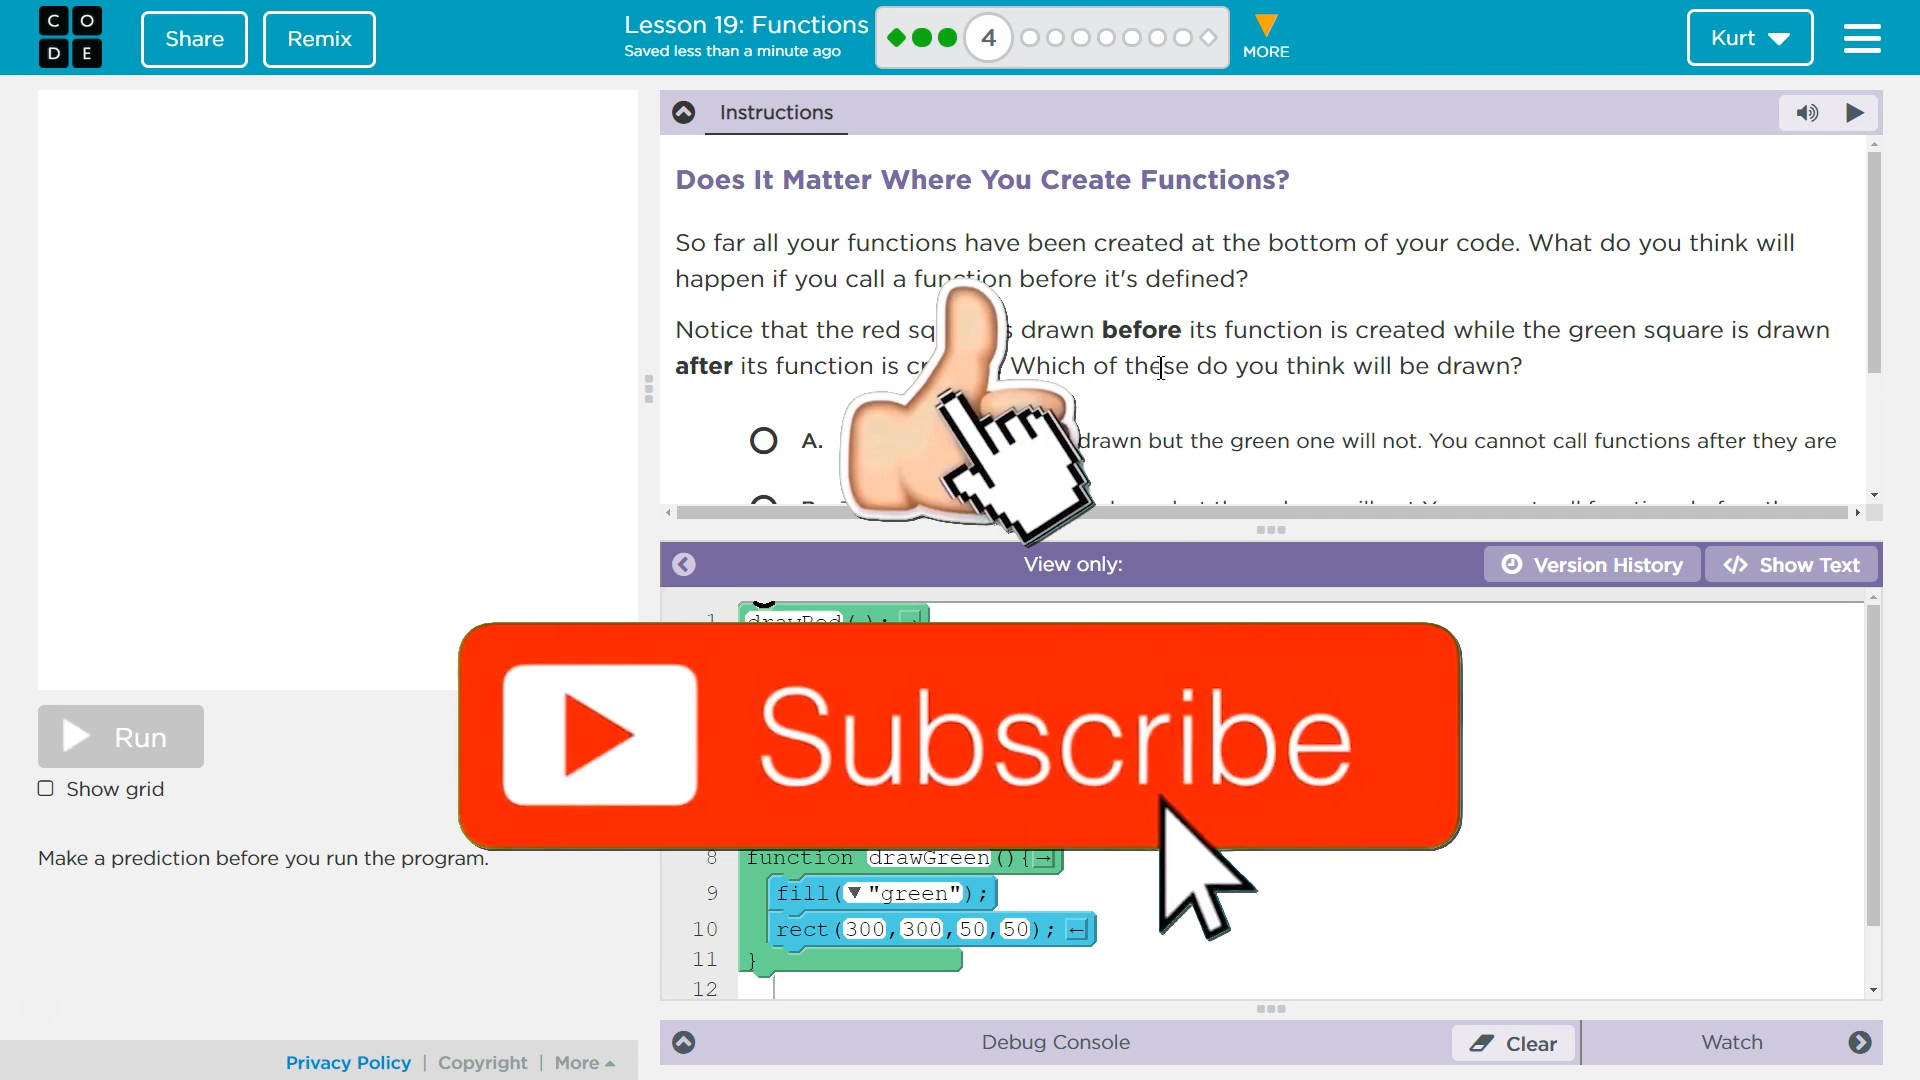 CODE
Share
Remix
Lesson 19: Functions
Saved less than a minute ago
4
MORE
Kurt
Instructions
Does It Matter Where You Create Functions?
So far all your functions have been created at the bottom of your code. What do you think will
happen if you call a function before it's defined?
Notice that the red sq drawn before its function is created while the green square is drawn
after its function is cr Which of these do you think will be drawn?
A. drawn but the green one will not. You cannot call functions after they are
View only:
Version History
Show Text
1 drawRed();
Subscribe
Run
Show grid
Make a prediction before you run the program.
8 function drawGreen(){
9 fill("green");
10 rect(300,300,50,50);
11 }
12
Debug Console
Clear
Watch
Privacy Policy | Copyright | More